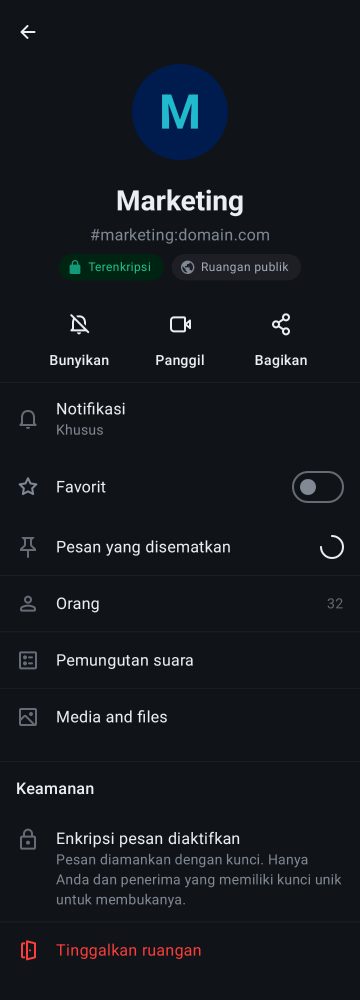 M
Marketing
#marketing:domain.com
Terenkripsi
Ruangan publik
Bunyikan
Panggil
Bagikan
Notifikasi
Khusus
Favorit
Pesan yang disematkan
Orang
32
Pemungutan suara
Media and files
Keamanan
Enkripsi pesan diaktifkan
Pesan diamankan dengan kunci. Hanya
Anda dan penerima yang memiliki kunci unik
untuk membukanya.
Tinggalkan ruangan